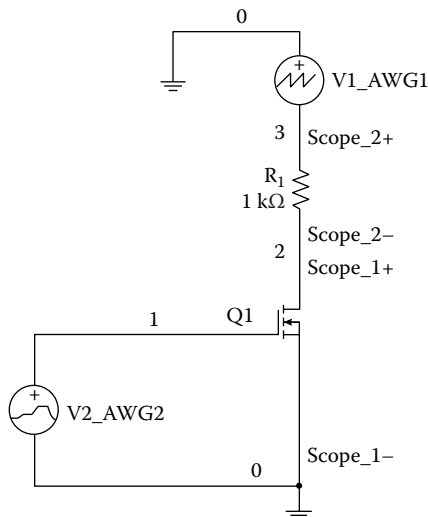 0
+
V1_AWG1
3
Scope_2+
R1
1 kΩ
Scope_2–
2
Scope_1+
1
Q1
+
V2_AWG2
Scope_1–
0